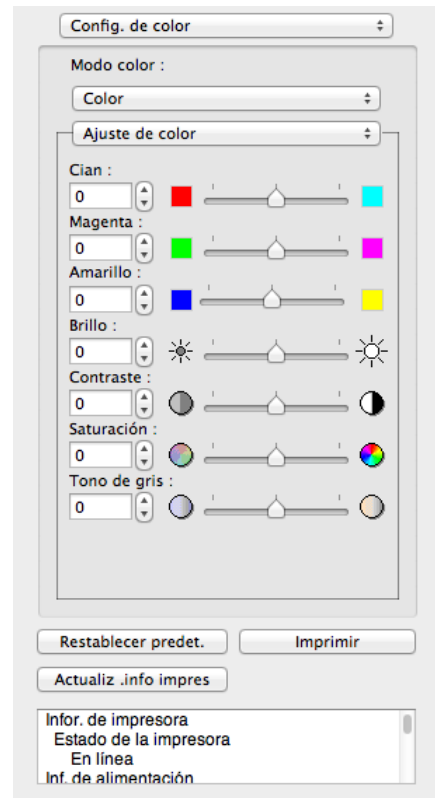 Config. de color
Modo color :
Color
Ajuste de color
Cian :
0
Magenta :
0
Amarillo :
0
Brillo :
0
Contraste :
0
Saturación :
0
Tono de gris :
0
Restablecer predet.
Imprimir
Actualiz .info impres
Infor. de impresora
Estado de la impresora
En línea
Inf. de alimentación